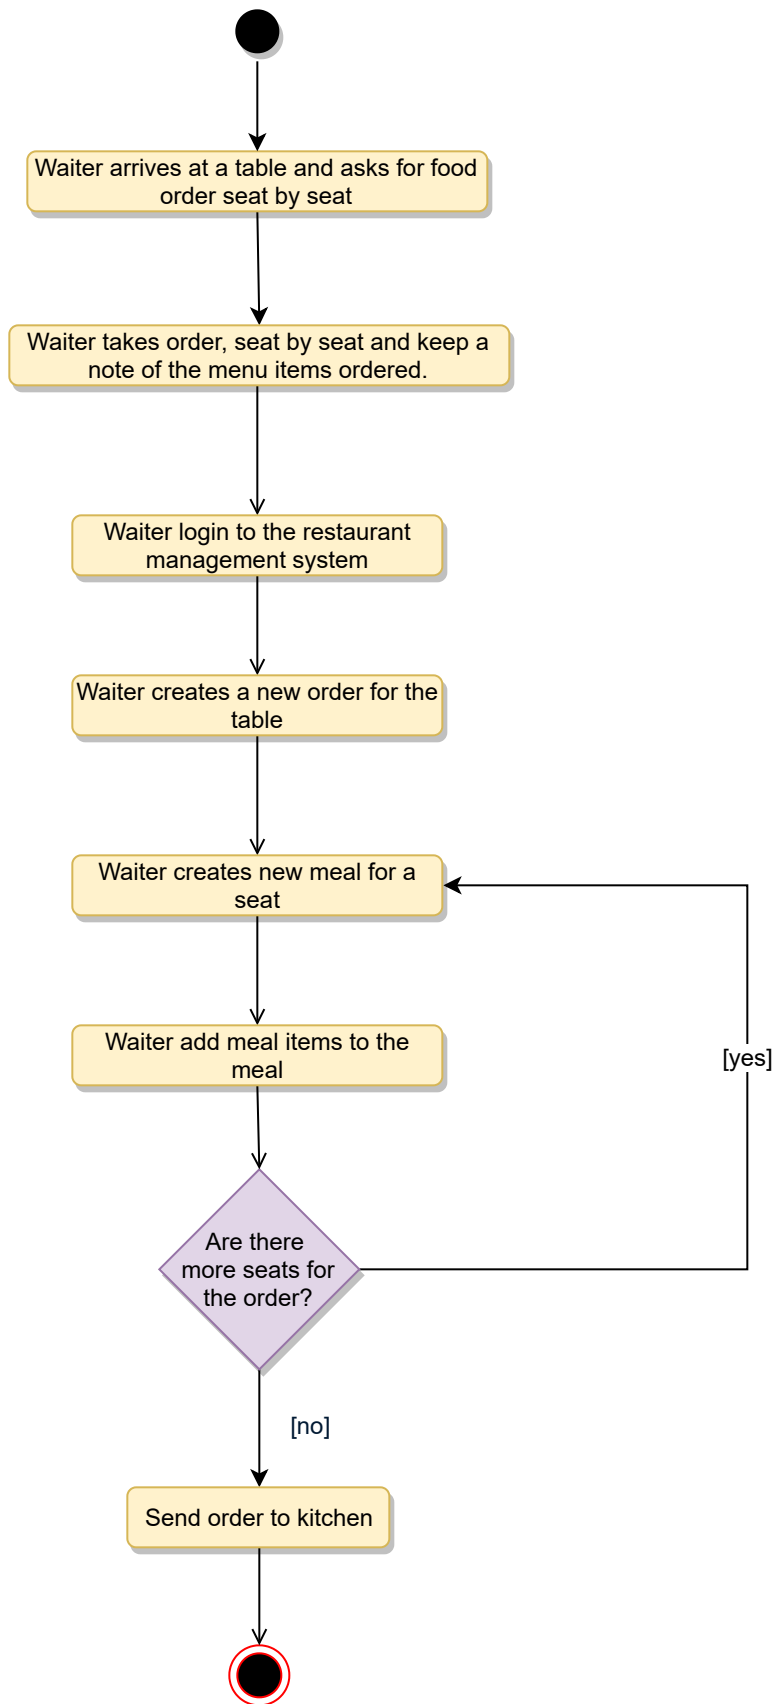 Waiter arrives at a table and asks for food
order seat by seat
Waiter takes order, seat by seat and keep a
note of the menu items ordered.
Waiter login to the restaurant
management system
Waiter creates a new order for the
table
Waiter creates new meal for a
seat
Waiter add meal items to the
meal
[yes]
Are there
more seats for
the order?
[no]
Send order to kitchen